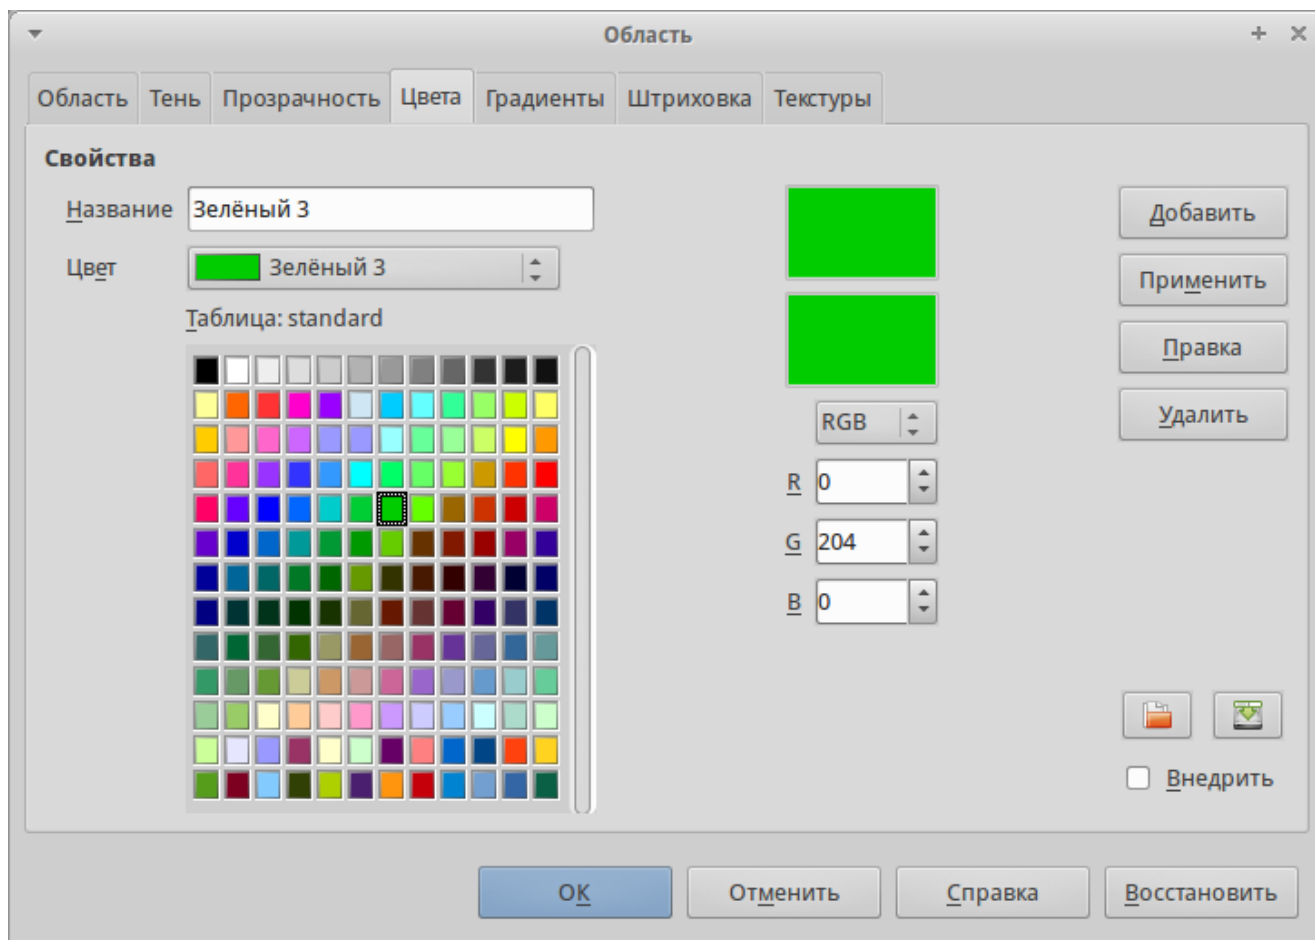 Область
Область Тень Прозрачность Цвета Градиенты Штриховка Текстуры
Свойства
Название Зелёный 3 Добавить
Цвет Зелёный 3 Применить
Таблица: standard
Правка
Удалить
RGB
R 0
G 204
B 0
Внедрить
OK Отменить Справка Восстановить